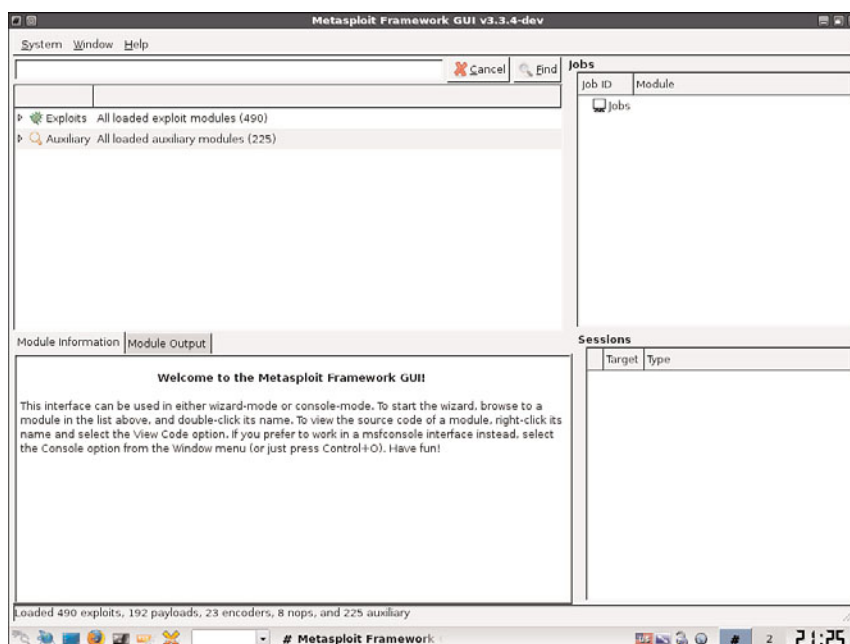 Metasploit Framework GUI v3.3.4-dev
System Window Help
Cancel Find
Jobs
Job ID Module
Jobs
Exploits All loaded exploit modules (490)
Auxiliary All loaded auxiliary modules (225)
Module Information Module Output
Welcome to the Metasploit Framework GUI!
This interface can be used in either wizard-mode or console-mode. To start the wizard, browse to a
module in the list above, and double-click its name. To view the source code of a module, right-click its
name and select the View Code option. If you prefer to work in a msfconsole interface instead, select
the Console option from the Window menu (or just press Control+O). Have fun!
Sessions
Target Type
Loaded 490 exploits, 192 payloads, 23 encoders, 8 nops, and 225 auxiliary
# Metasploit Framework
# 2 21:25